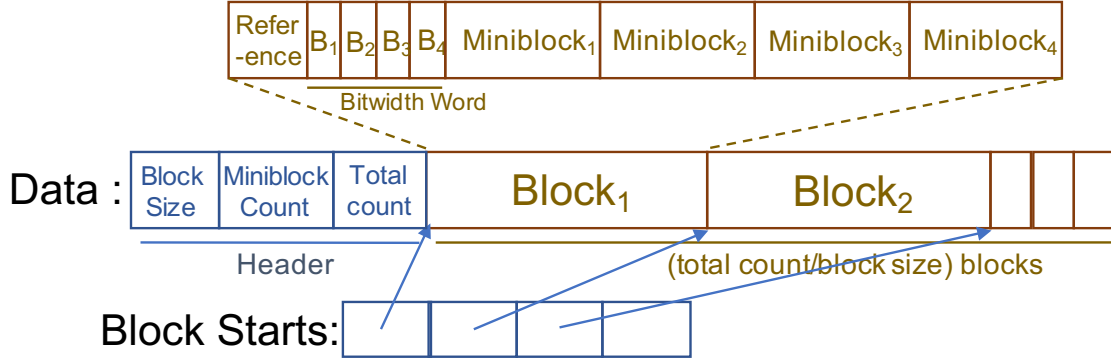 Refer
-ence
B₁ B₂ B₃ B₄ Miniblock₁ Miniblock₂ Miniblock₃ Miniblock₄
Bitwidth Word
Data :
Block
Size
Miniblock
Count
Total
count
Block₁ Block₂
Header
(total count/block size) blocks
Block Starts: